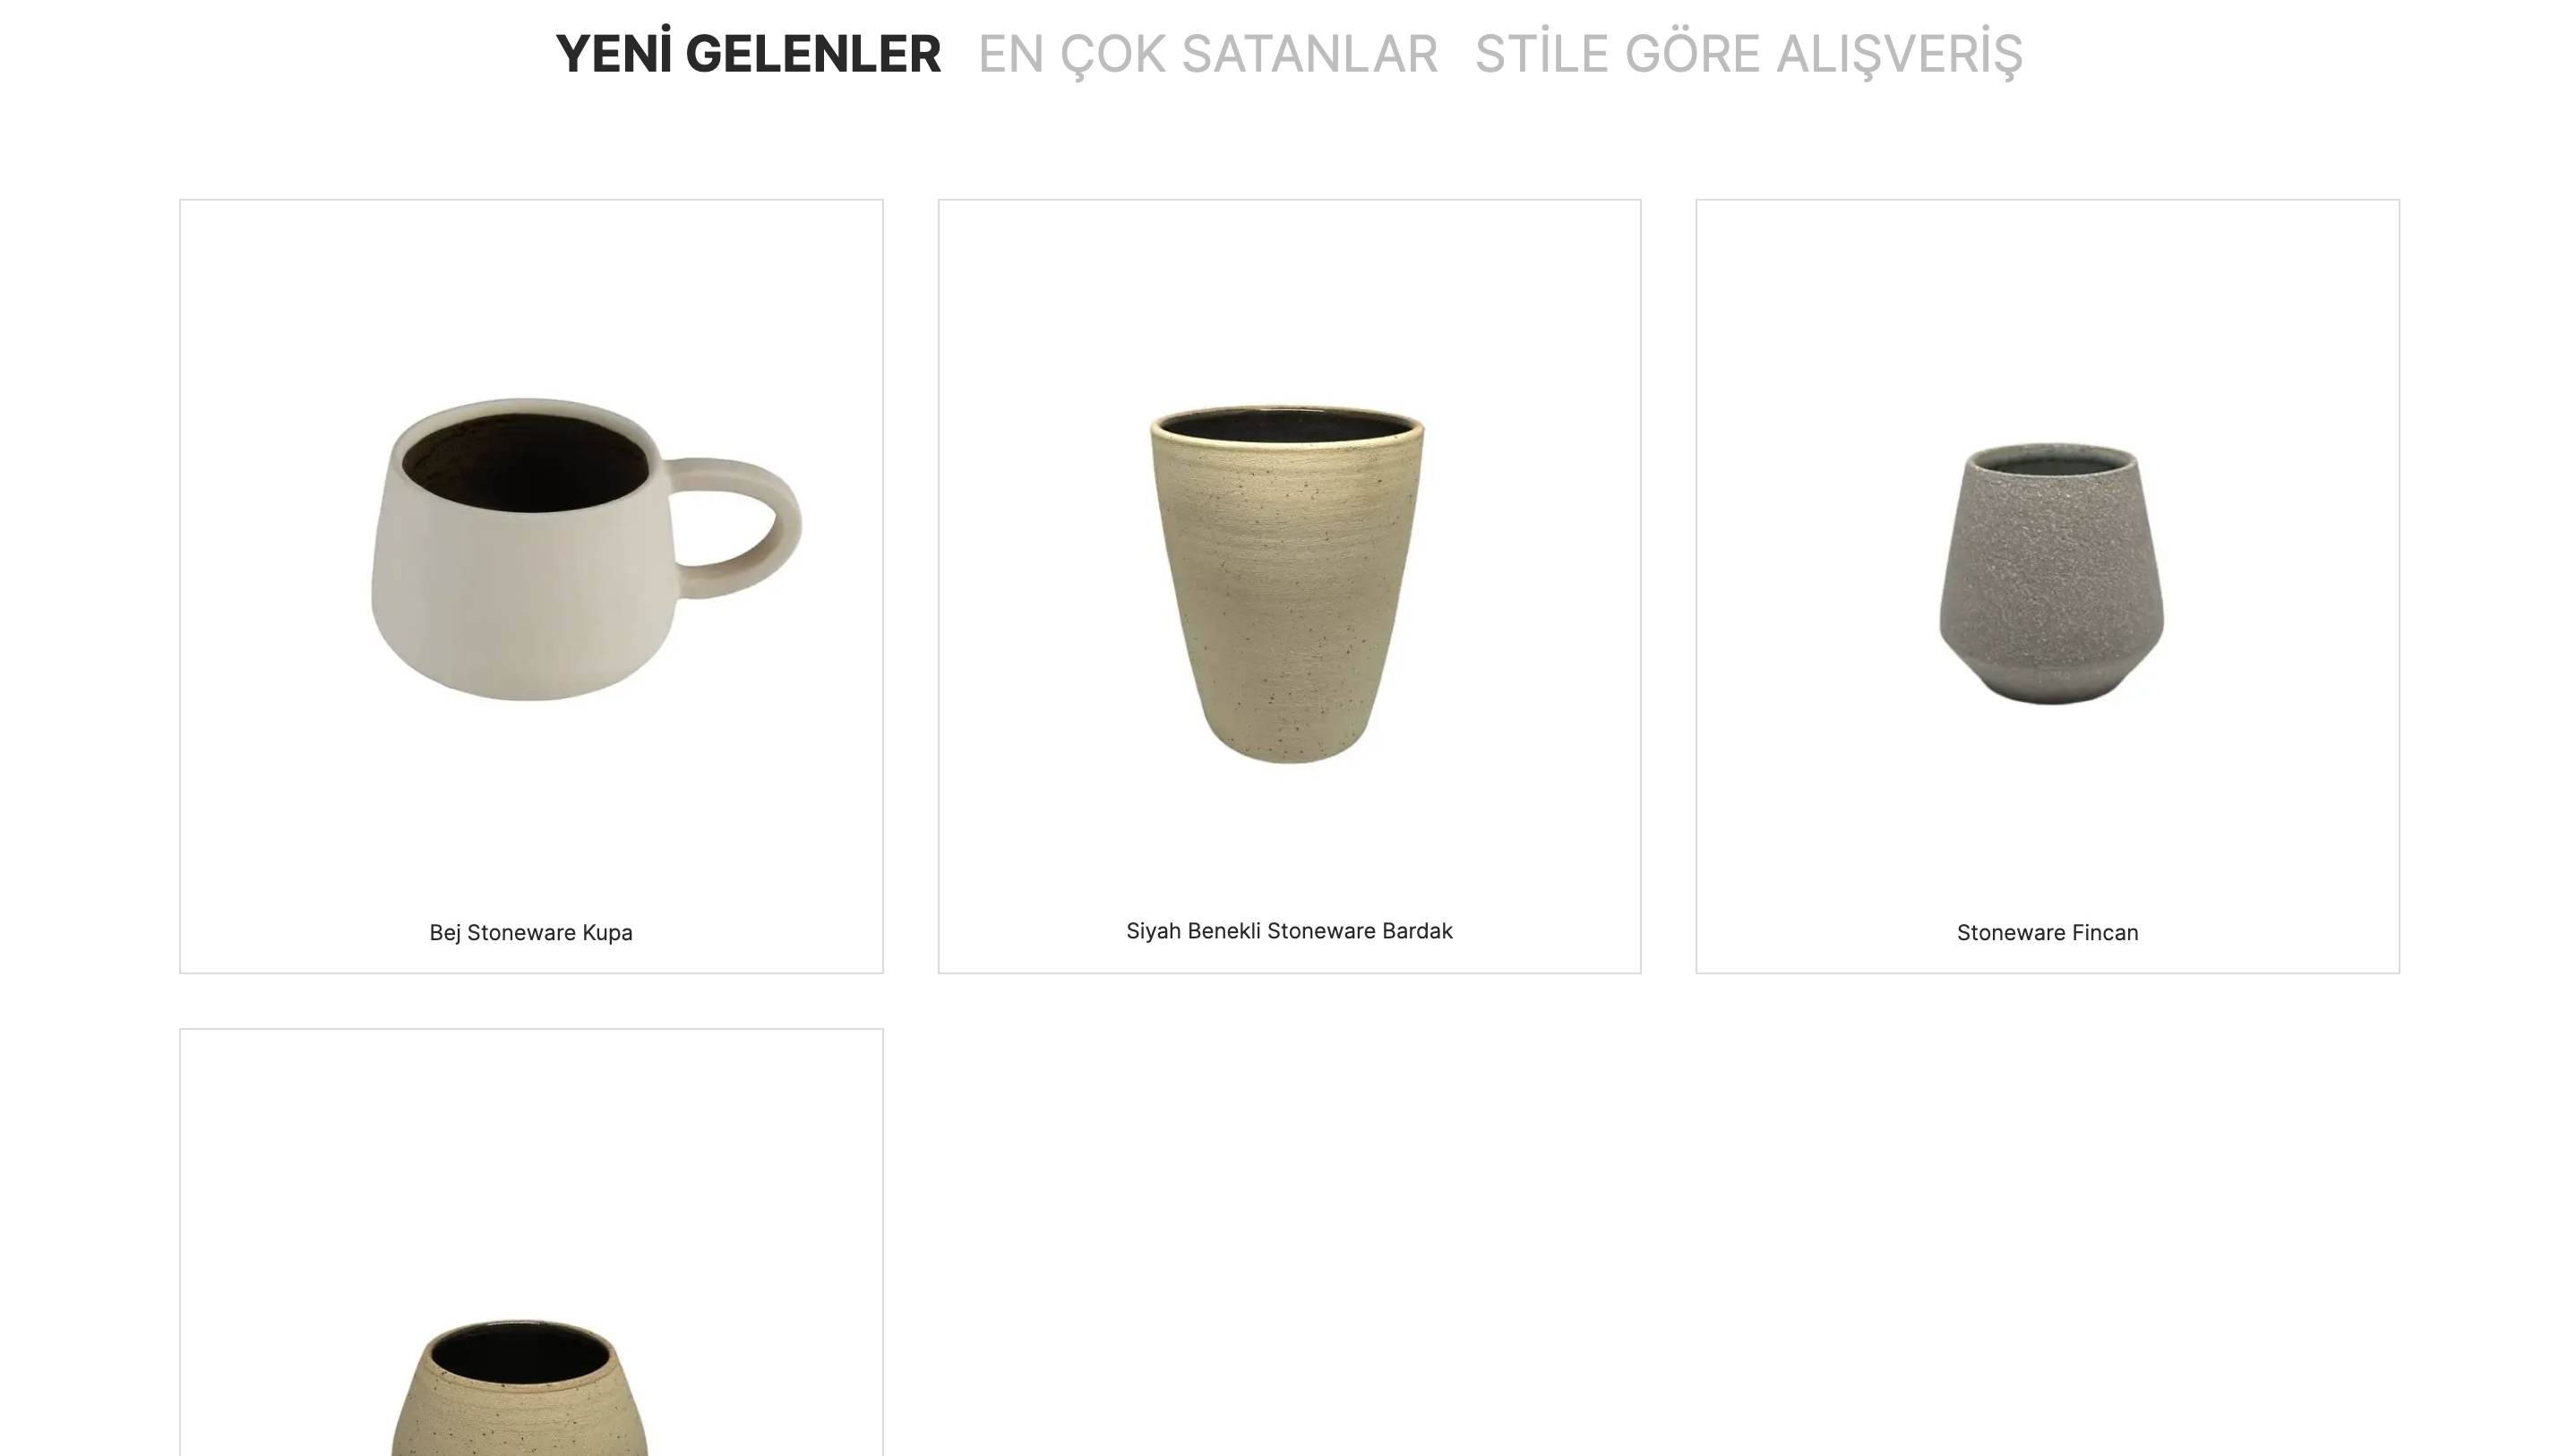 YENİ GELENLER EN ÇOK SATANLAR STİLE GÖRE ALIŞVERİŞ
Bej Stoneware Kupa
Siyah Benekli Stoneware Bardak
Stoneware Fincan